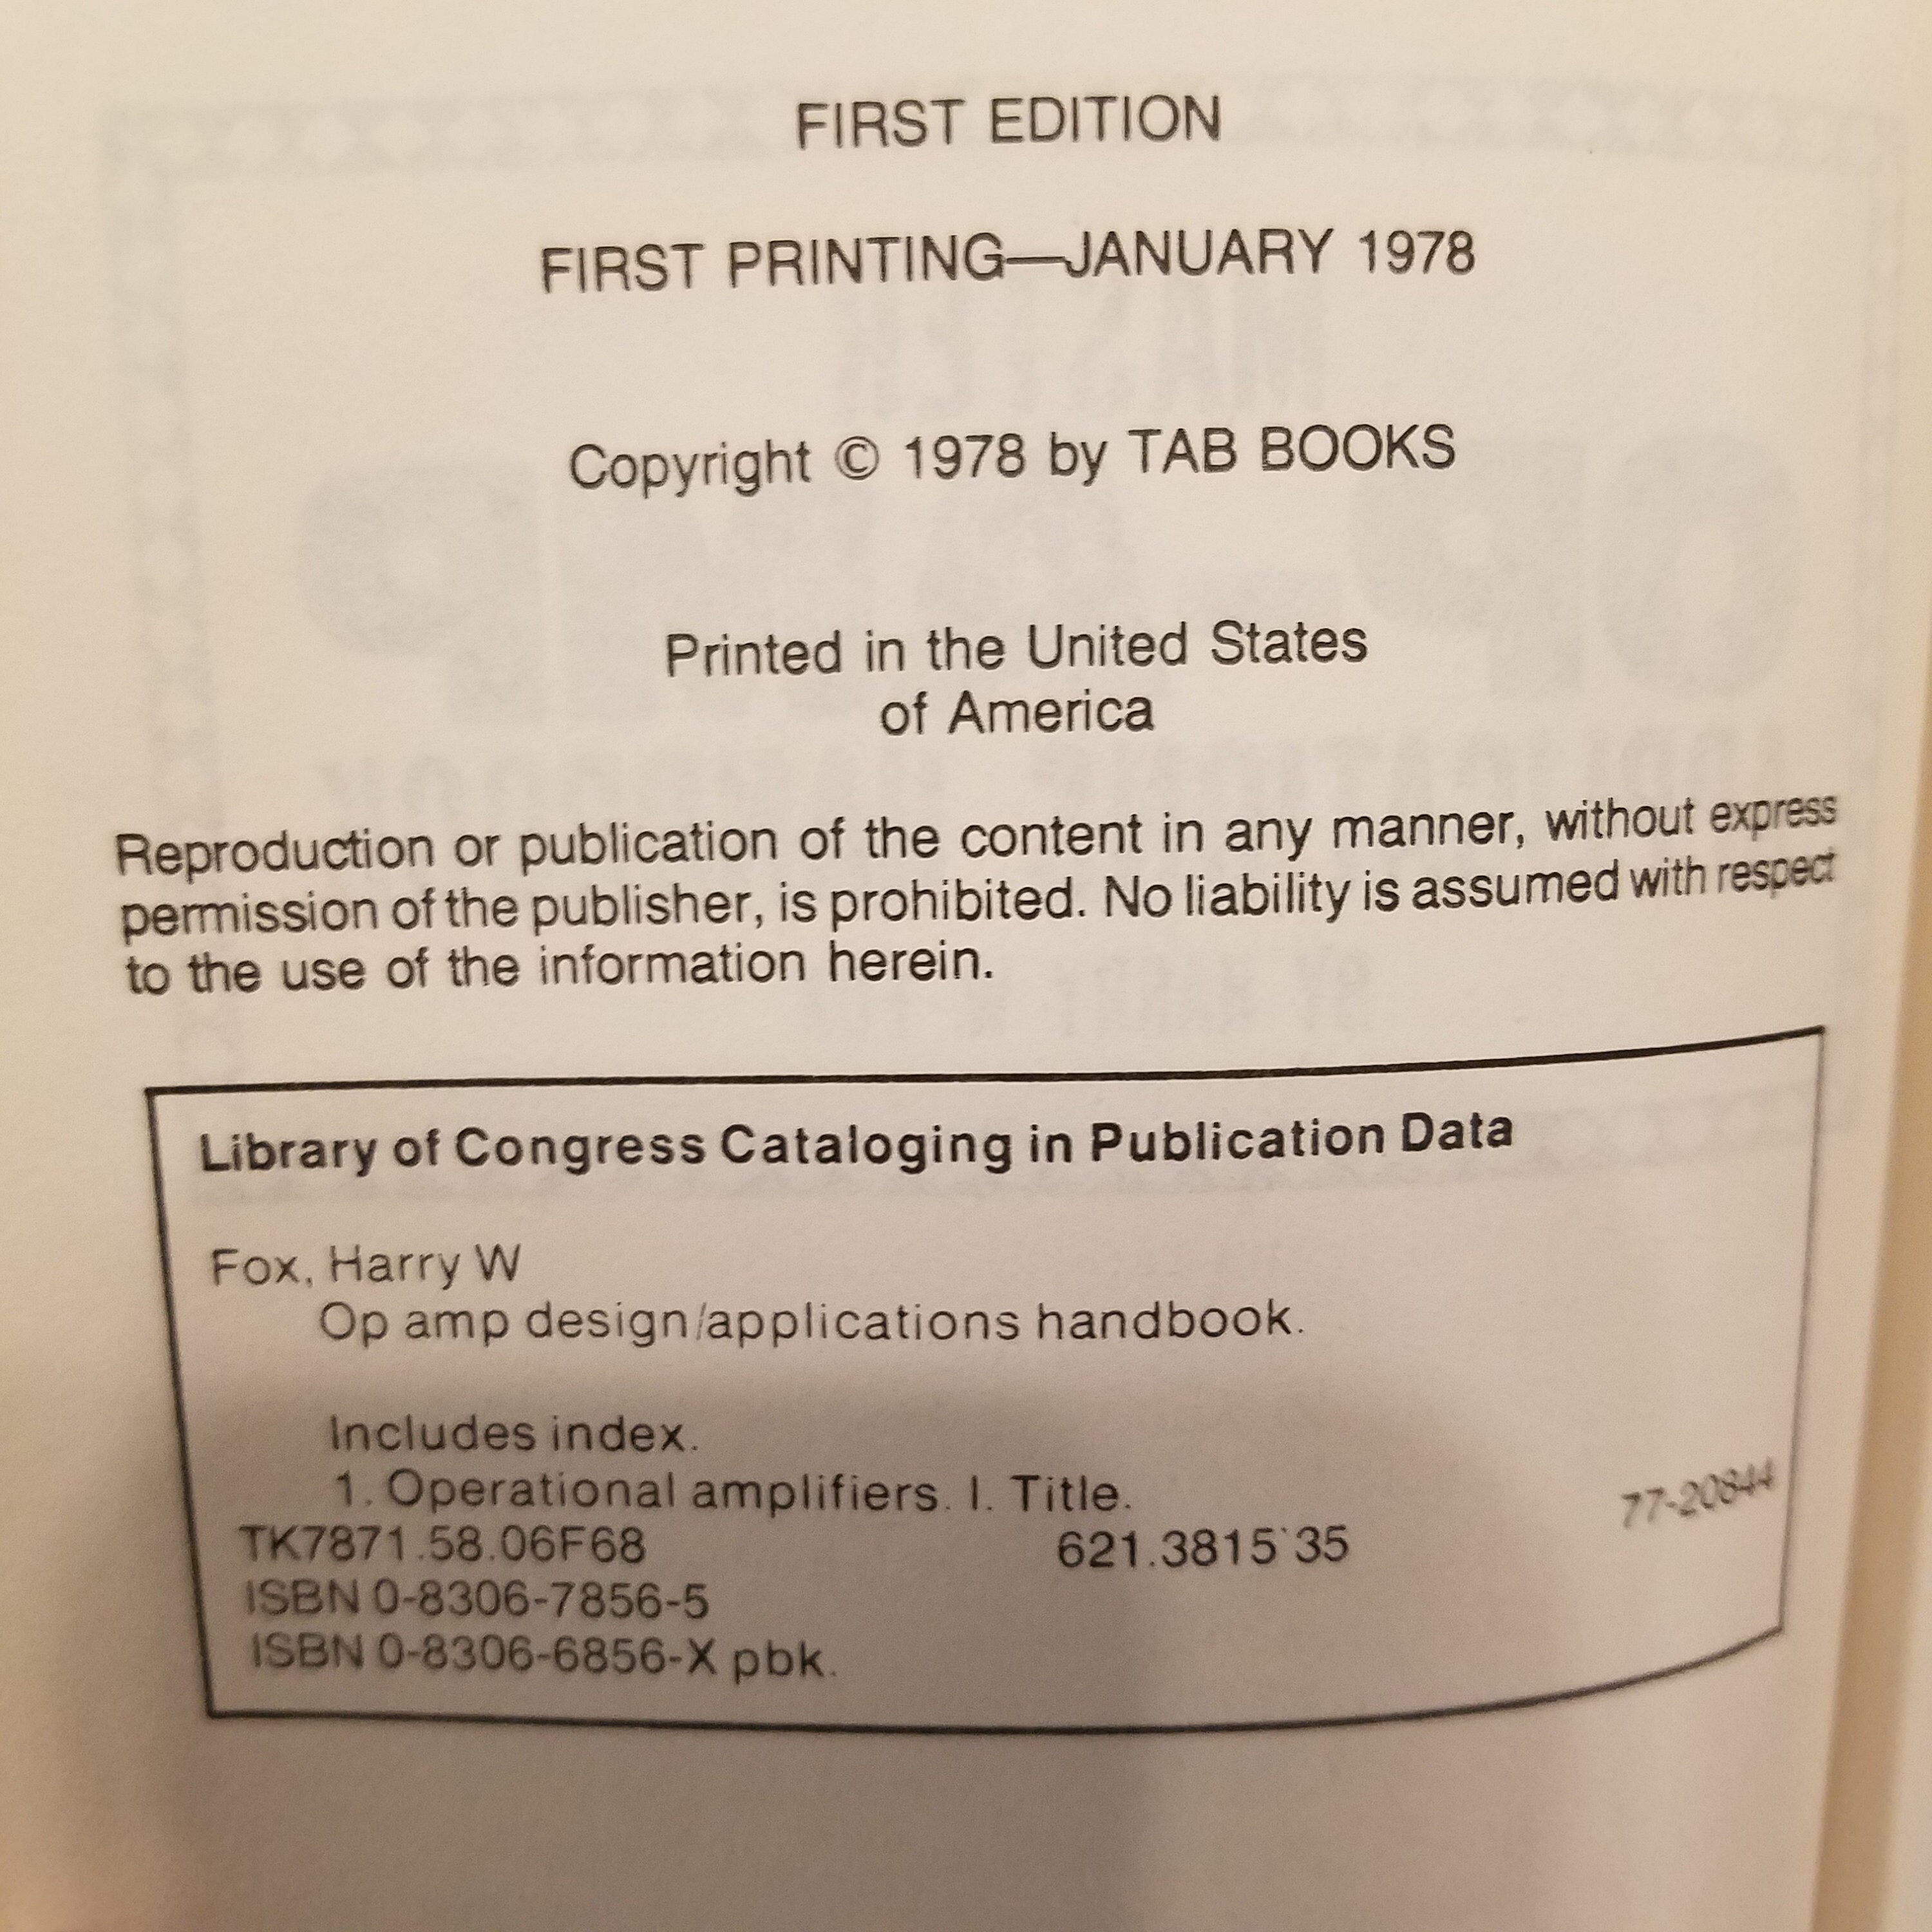 FIRST EDITION
FIRST PRINTING—JANUARY 1978
Copyright © 1978 by TAB BOOKS
Printed in the United States
of America
Reproduction or publication of the content in any manner, without express
permission of the publisher, is prohibited. No liability is assumed with respect
to the use of the information herein.
Library of Congress Cataloging in Publication Data
Fox, Harry W
Op amp design/applications handbook.
Includes index.
1. Operational amplifiers. I. Title.
TK7871.58.06F68 621.3815'35 77-20844
ISBN 0-8306-7856-5
ISBN 0-8306-6856-X pbk.